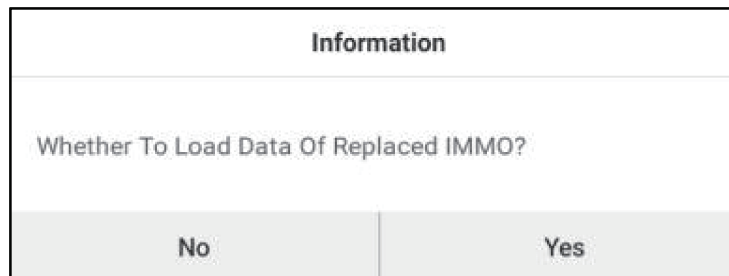 Information
Whether To Load Data Of Replaced IMMO?
No
Yes